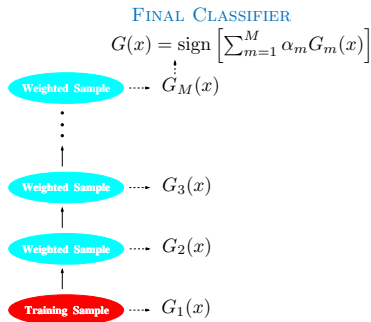 FINAL CLASSIFIER
G(x) = sign [∑_{m=1}^{M} α_m G_m(x)]
Weighted Sample G_M(x)
Weighted Sample G_3(x)
Weighted Sample G_2(x)
Training Sample G_1(x)